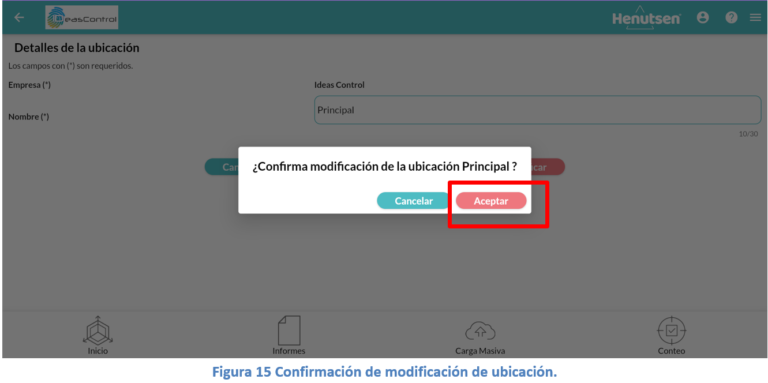 IDeasControl
Henutsen
Detalles de la ubicación
Los campos con (*) son requeridos.
Empresa (*)
Ideas Control
Nombre (*)
Principal
10/30
¿Confirma modificación de la ubicación Principal ?
Cancelar
Aceptar
Inicio
Informes
Carga Masiva
Conteo
Figura 15 Confirmación de modificación de ubicación.